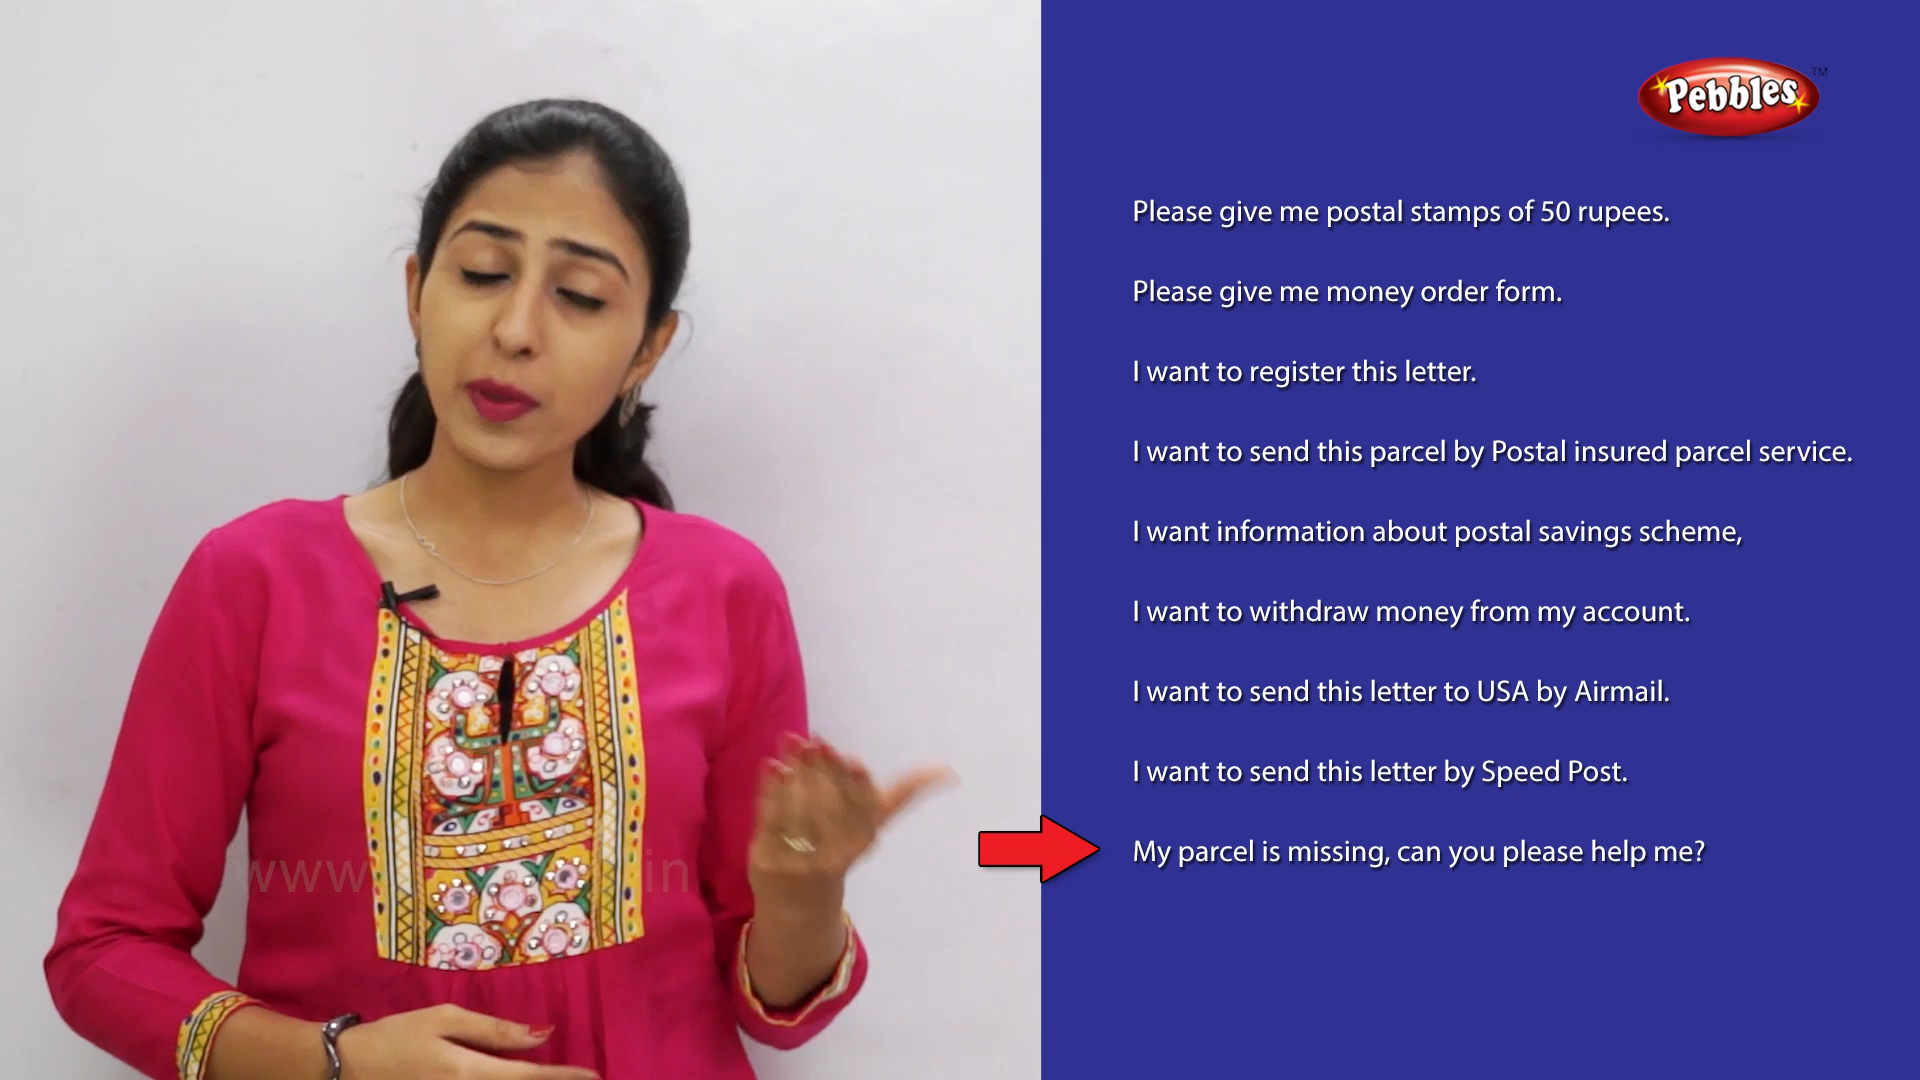 Pebbles TM
Please give me postal stamps of 50 rupees.
Please give me money order form.
I want to register this letter.
I want to send this parcel by Postal insured parcel service.
I want information about postal savings scheme,
I want to withdraw money from my account.
I want to send this letter to USA by Airmail.
I want to send this letter by Speed Post.
My parcel is missing, can you please help me?